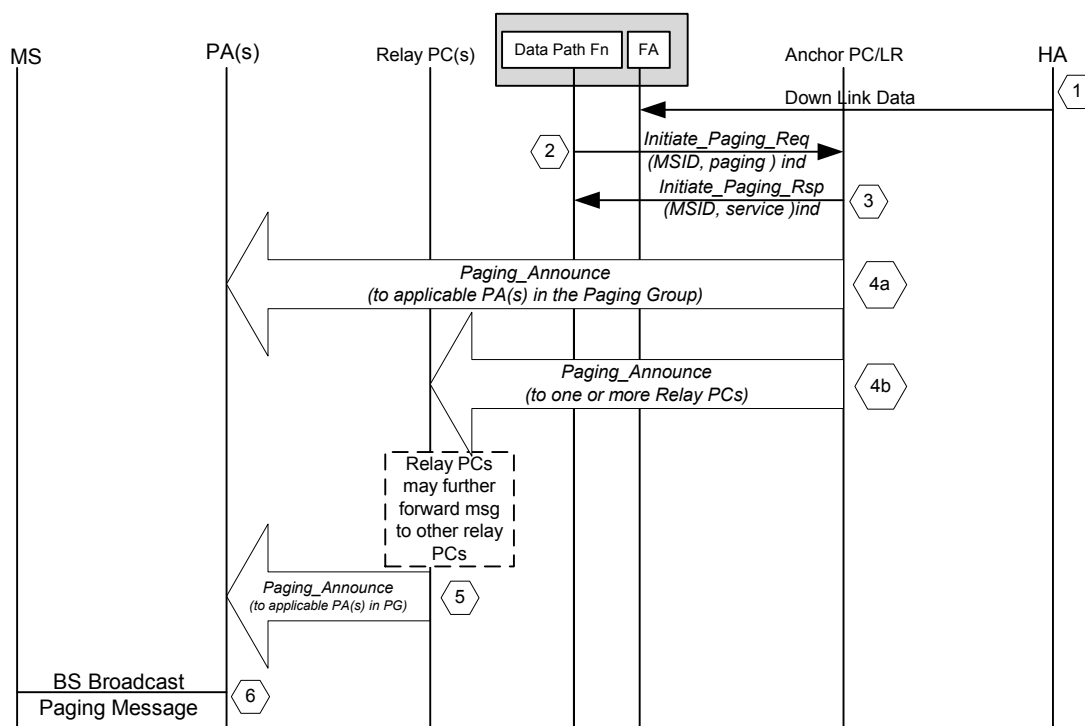 MS
PA(s)
Relay PC(s)
Data Path Fn
FA
Anchor PC/LR
HA
1
Down Link Data
2
Initiate_Paging_Req
(MSID, paging ) ind
Initiate_Paging_Rsp
(MSID, service )ind
3
Paging_Announce
(to applicable PA(s) in the Paging Group)
4a
Paging_Announce
(to one or more Relay PCs)
4b
Relay PCs
may further
forward msg
to other relay
PCs
Paging_Announce
(to applicable PA(s) in PG)
5
BS Broadcast
Paging Message
6